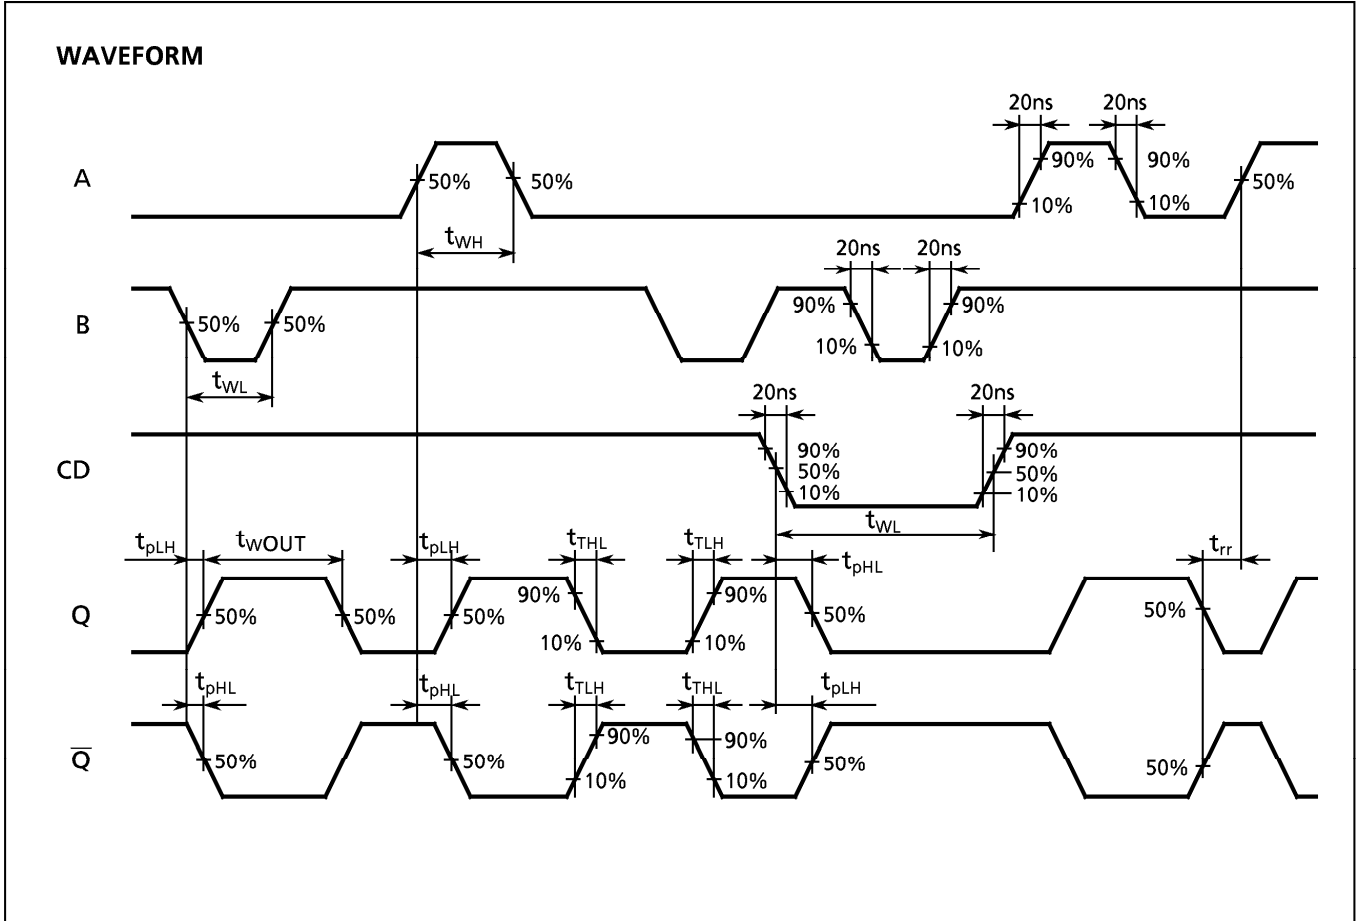 WAVEFORM
20ns 20ns
A 50% 50% 90% 90% 50%
10% 10%
tWH
20ns 20ns
B 50% 50% 90% 90%
10% 10%
tWL
20ns 20ns
90% 90%
CD 50% 50%
10% 10%
tWL
tpLH tWOUT tpLH tTHL tTLH tpHL trr
90% 90%
Q 50% 50% 50% 50% 50%
10% 10%
tpHL tpHL tTLH tTHL tpLH
90% 90%
Q̅ 50% 50% 50% 50%
10% 10%